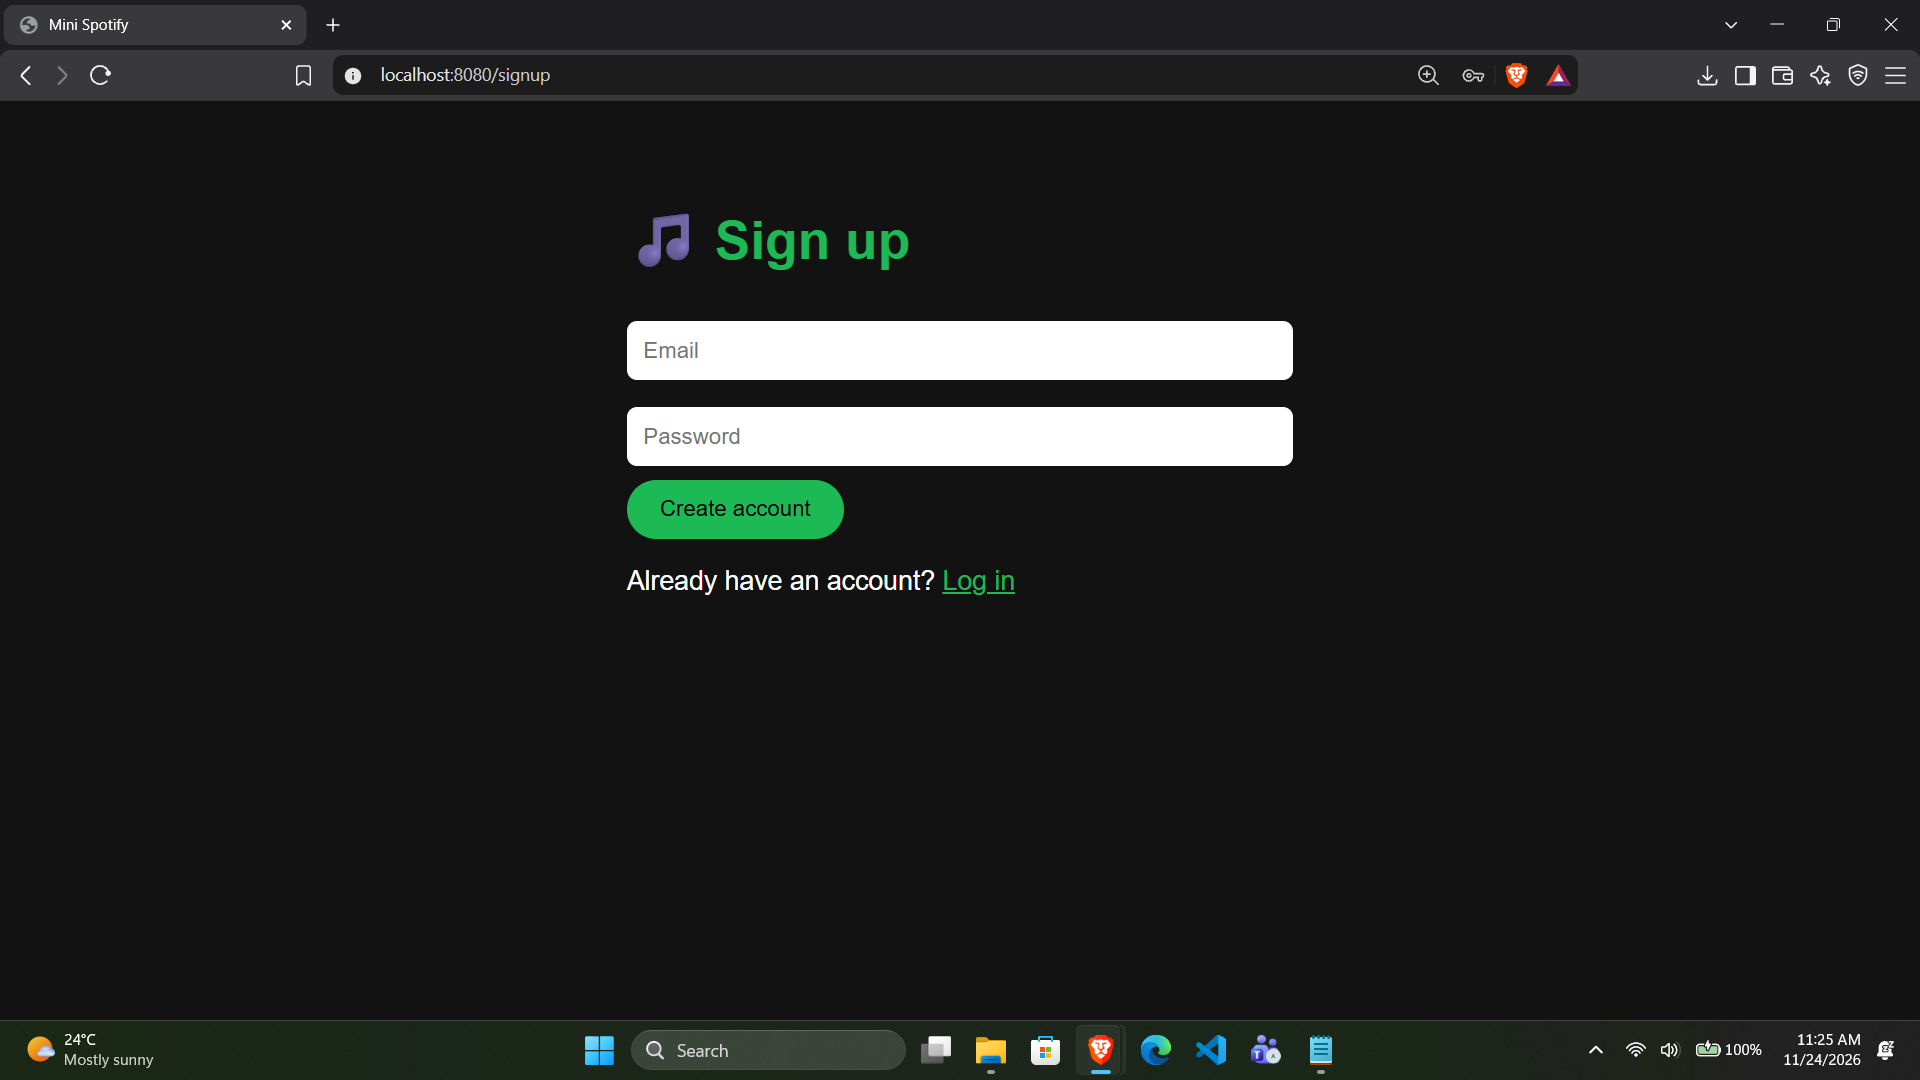 Mini Spotify
localhost:8080/signup
Sign up
Email
Password
Create account
Already have an account? Log in
24°C
Mostly sunny
Search
100%
11:25 AM
11/24/2026